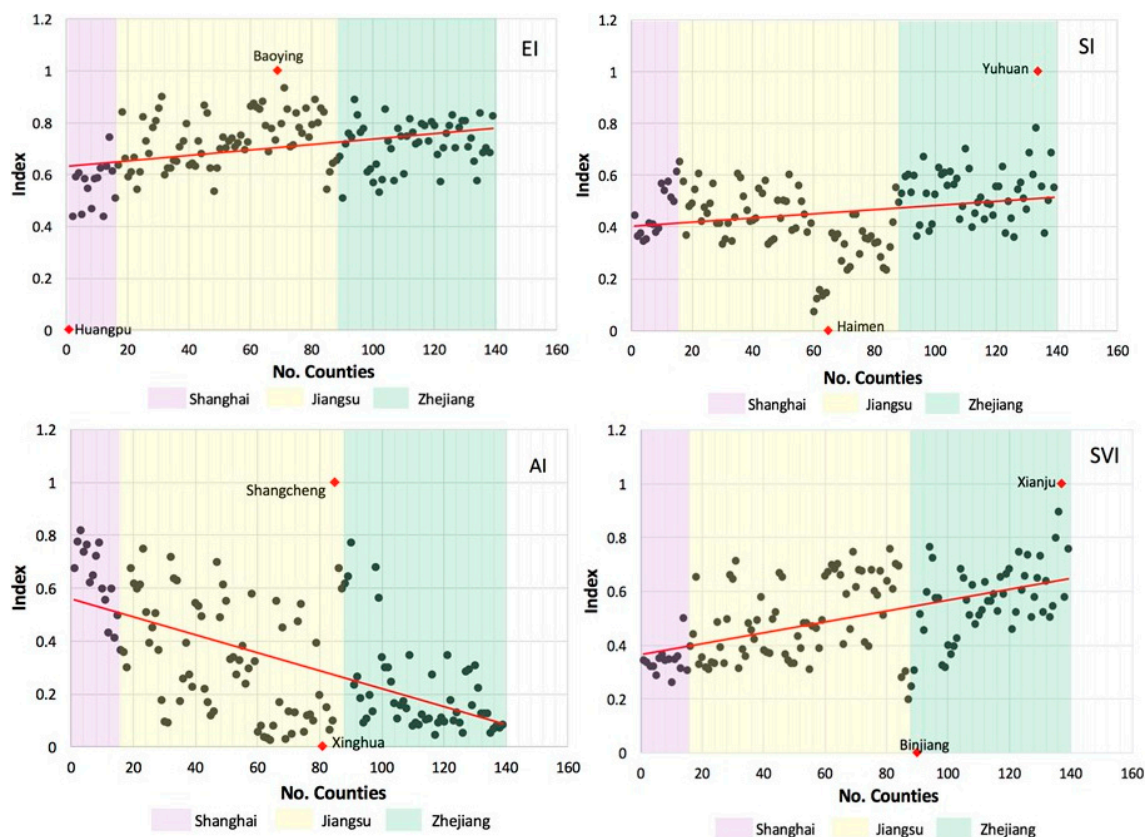 1.2
EI
Baoying
1
0.8
0.6
0.4
0.2
0
Index
Huangpu
0 20 40 60 80 100 120 140 160
No. Counties
Shanghai Jiangsu Zhejiang
1.2
SI
Yuhuan
1
0.8
0.6
0.4
0.2
0
Index
Haimen
0 20 40 60 80 100 120 140 160
No. Counties
Shanghai Jiangsu Zhejiang
1.2
AI
1
Shangcheng
0.8
0.6
0.4
0.2
0
Index
Xinghua
0 20 40 60 80 100 120 140 160
No. Counties
Shanghai Jiangsu Zhejiang
1.2
SVI
1
Xianju
0.8
0.6
0.4
0.2
0
Index
Binjiang
0 20 40 60 80 100 120 140 160
No. Counties
Shanghai Jiangsu Zhejiang